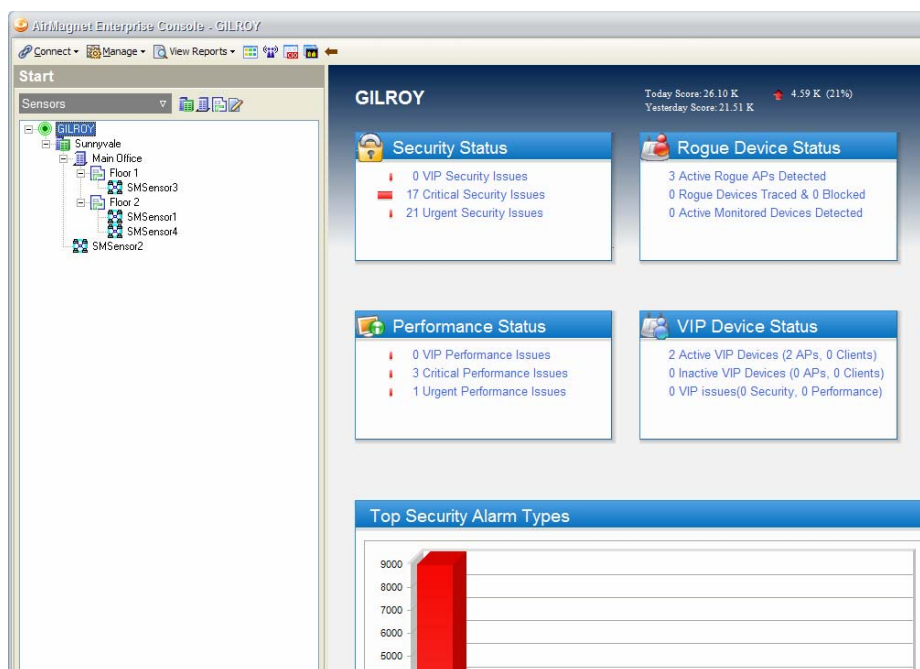 AirMagnet Enterprise Console - GILROY
Connect Manage View Reports
Start
Sensors
GILROY
Sunnyvale
Main Office
Floor 1
SMSensor3
Floor 2
SMSensor1
SMSensor4
SMSensor2
GILROY
Today Score: 26.10 K 4.59 K (21%)
Yesterday Score: 21.51 K
Security Status
0 VIP Security Issues
17 Critical Security Issues
21 Urgent Security Issues
Rogue Device Status
3 Active Rogue APs Detected
0 Rogue Devices Traced & 0 Blocked
0 Active Monitored Devices Detected
Performance Status
0 VIP Performance Issues
3 Critical Performance Issues
1 Urgent Performance Issues
VIP Device Status
2 Active VIP Devices (2 APs, 0 Clients)
0 Inactive VIP Devices (0 APs, 0 Clients)
0 VIP issues(0 Security, 0 Performance)
Top Security Alarm Types
9000
8000
7000
6000
5000